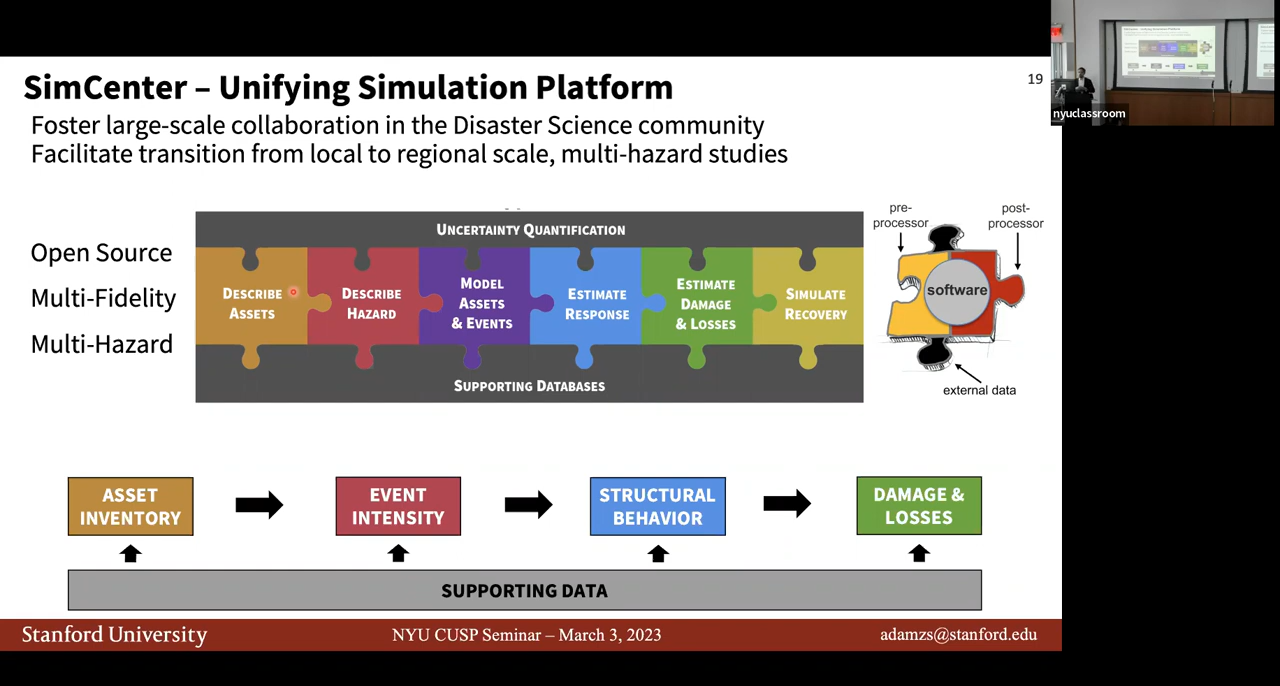 SimCenter – Unifying Simulation Platform
19
Foster large-scale collaboration in the Disaster Science community
Facilitate transition from local to regional scale, multi-hazard studies
nyuclassroom
Open Source
Multi-Fidelity
Multi-Hazard
UNCERTAINTY QUANTIFICATION
DESCRIBE
ASSETS
DESCRIBE
HAZARD
MODEL
ASSETS
& EVENTS
ESTIMATE
RESPONSE
ESTIMATE
DAMAGE
& LOSSES
SIMULATE
RECOVERY
SUPPORTING DATABASES
pre-
processor
post-
processor
software
external data
ASSET
INVENTORY
EVENT
INTENSITY
STRUCTURAL
BEHAVIOR
DAMAGE &
LOSSES
SUPPORTING DATA
Stanford University
NYU CUSP Seminar – March 3, 2023
adamzs@stanford.edu